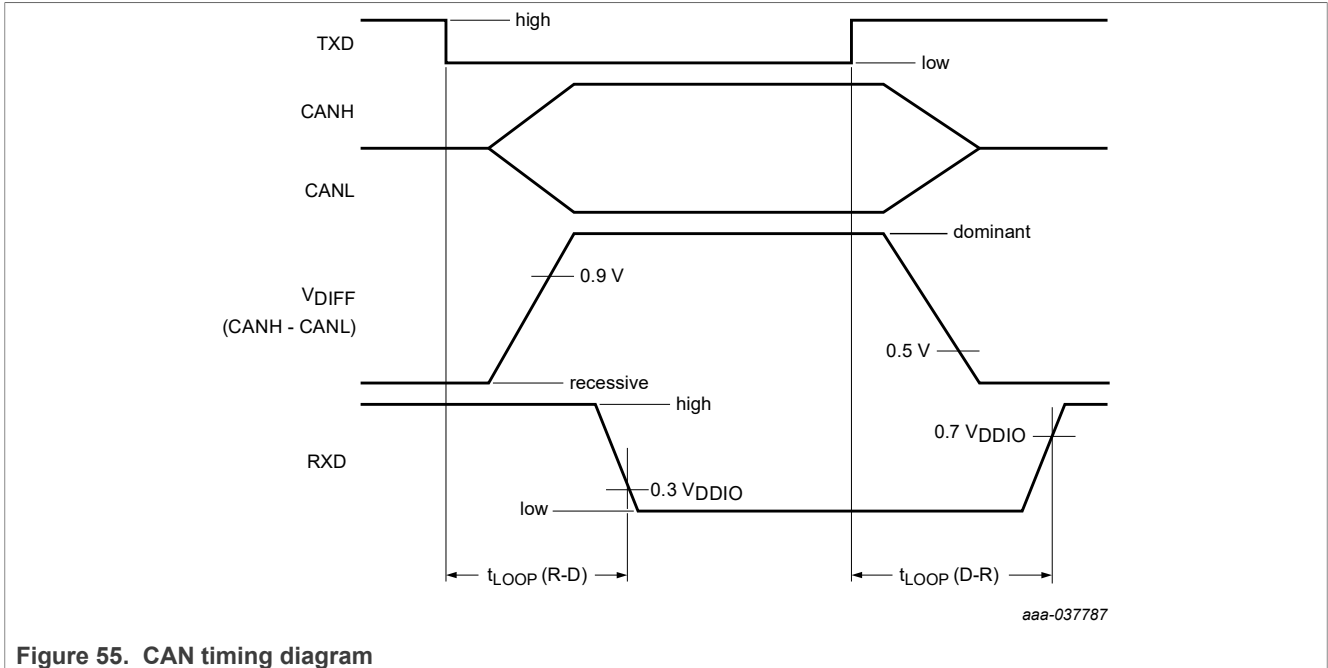 high
TXD
low
CANH
CANL
dominant
0.9 V
VDIFF
(CANH - CANL)
0.5 V
recessive
high
0.7 VDDIO
RXD
0.3 VDDIO
low
tLOOP (R-D)
tLOOP (D-R)
aaa-037787
Figure 55. CAN timing diagram